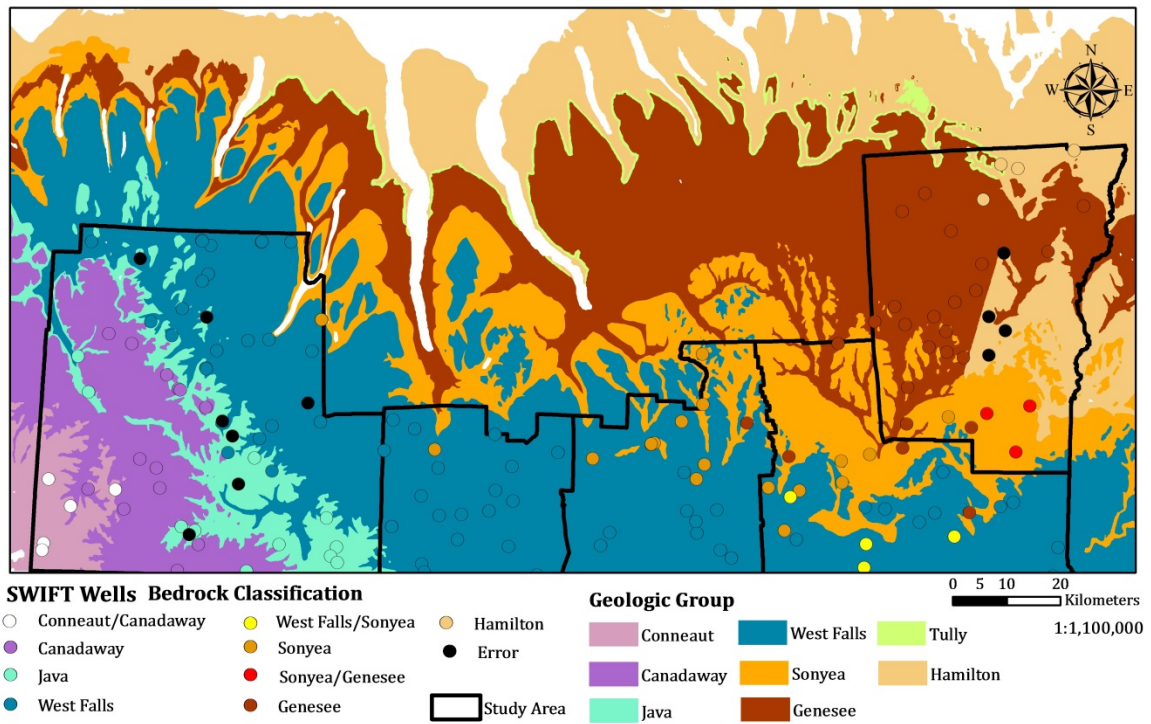 N
W E
S
SWIFT Wells Bedrock Classification
Conneaut/Canadaway
Canadaway
Java
West Falls
West Falls/Sonyea
Sonyea
Sonyea/Genesee
Genesee
Hamilton
Error
Study Area
Geologic Group
Conneaut
Canadaway
Java
West Falls
Sonyea
Genesee
Tully
Hamilton
0 5 10 20
Kilometers
1:1,100,000